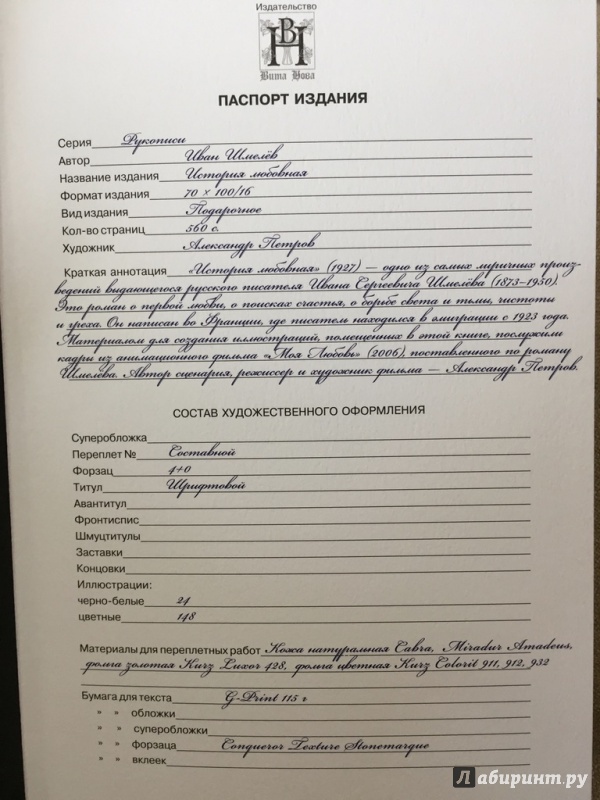 Издательство
ВН
Вита Нова
ПАСПОРТ ИЗДАНИЯ
Серия Рукописи
Автор Иван Шмелёв
Название издания История любовная
Формат издания 70 × 100/16
Вид издания Подарочное
Кол-во страниц 560 с.
Художник Александр Петров
Краткая аннотация «История любовная» (1927) — одно из самых лиричных произ-
ведений выдающегося русского писателя Ивана Сергеевича Шмелёва (1873–1950).
Это роман о первой любви, о поисках счастья, о борьбе света и тьмы, чистоты
и греха. Он написан во Франции, где писатель находился в эмиграции с 1923 года.
Материалом для создания иллюстраций, помещенных в этой книге, послужили
кадры из анимационного фильма «Моя Любовь» (2006), поставленного по роману
Шмелёва. Автор сценария, режиссер и художник фильма — Александр Петров.
СОСТАВ ХУДОЖЕСТВЕННОГО ОФОРМЛЕНИЯ
Суперобложка
Переплет № Составной
Форзац 4+0
Титул Шрифтовой
Авантитул
Фронтиспис
Шмуцтитулы
Заставки
Концовки
Иллюстрации:
черно-белые 24
цветные 148
Материалы для переплетных работ Кожа натуральная Cabra, Miradur Amadeus,
фольга золотая Kurz Luxor 428, фольга цветная Kurz Colorit 911, 912, 932
Бумага для текста G-Print 115 г
» » обложки
» » суперобложки
» » форзаца Conqueror Texture Stonemarque
» » вклеек
Лабиринт.ру